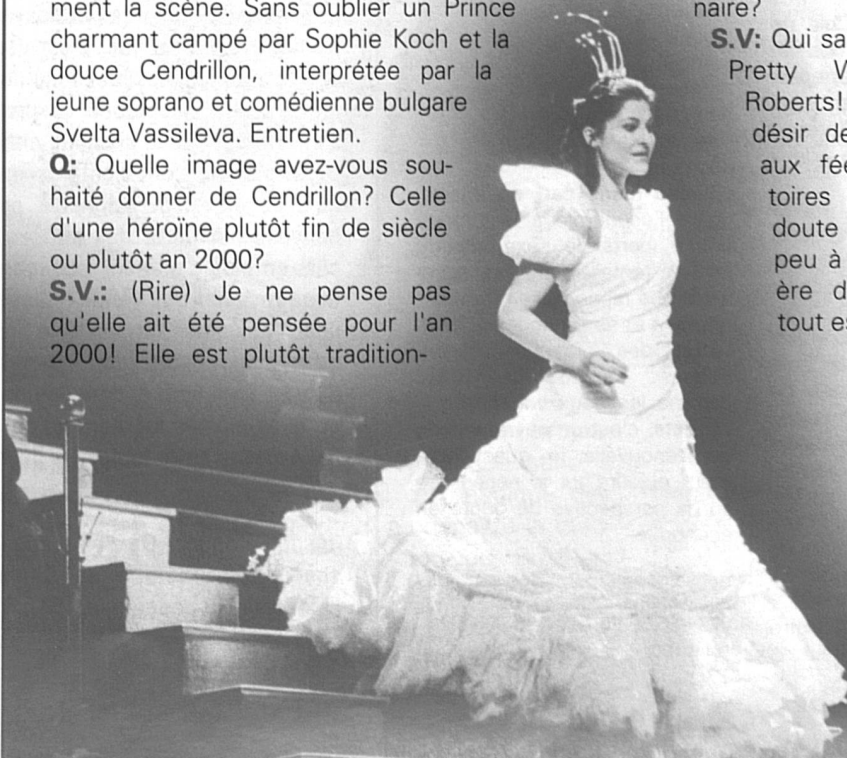 ment la scène. Sans oublier un Prince
charmant campé par Sophie Koch et la
douce Cendrillon, interprétée par la
jeune soprano et comédienne bulgare
Svelta Vassileva. Entretien.
Q: Quelle image avez-vous sou-
haité donner de Cendrillon? Celle
d'une héroïne plutôt fin de siècle
ou plutôt an 2000?
S.V.: (Rire) Je ne pense pas
qu'elle ait été pensée pour l'an
2000! Elle est plutôt tradition-
naire?
S.V: Qui
Pretty
Roberts!
désir
aux
toires
doute
peu à
ère
tout